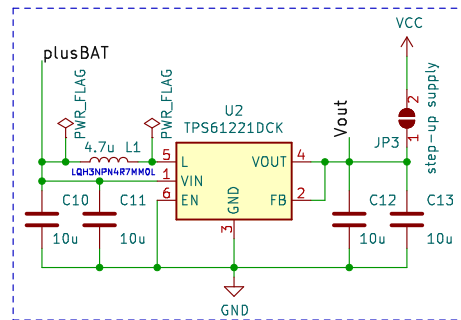 plusBAT
PWR_FLAG
PWR_FLAG
4.7u L1
LQH3NPN4R7MM0L
U2
TPS61221DCK
5 L
1 VIN
6 EN
VOUT 4
FB 2
GND
3
Vout
VCC
2
1
JP3
step-up supply
C10
10u
C11
10u
C12
10u
C13
10u
GND